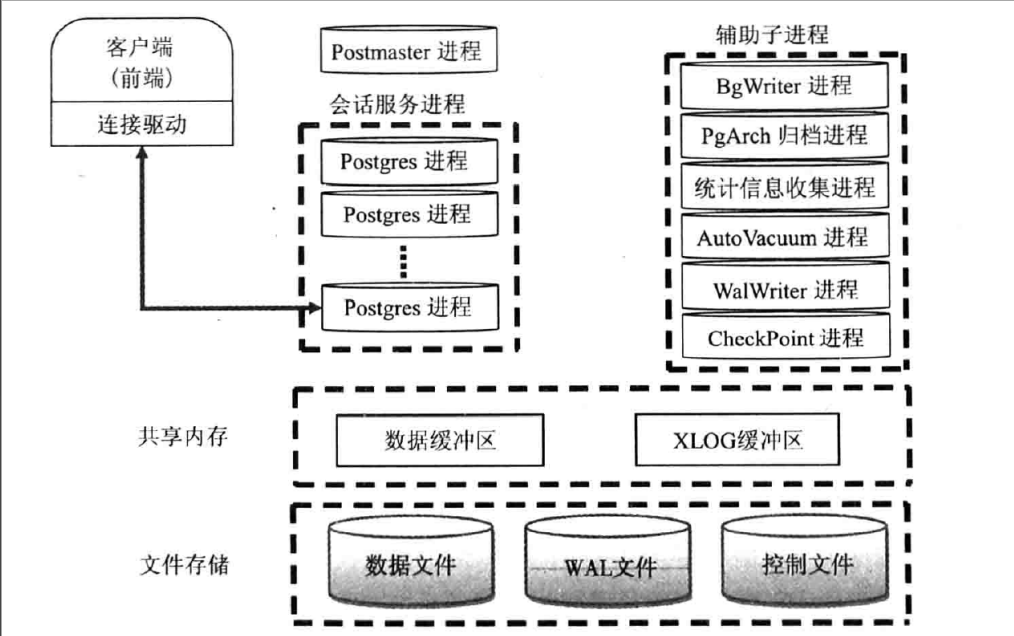 客户端
(前端)
连接驱动
Postmaster 进程
会话服务进程
Postgres 进程
Postgres 进程
Postgres 进程
辅助子进程
BgWriter 进程
PgArch 归档进程
统计信息收集进程
AutoVacuum 进程
WalWriter 进程
CheckPoint 进程
共享内存
数据缓冲区
XLOG缓冲区
文件存储
数据文件
WAL文件
控制文件